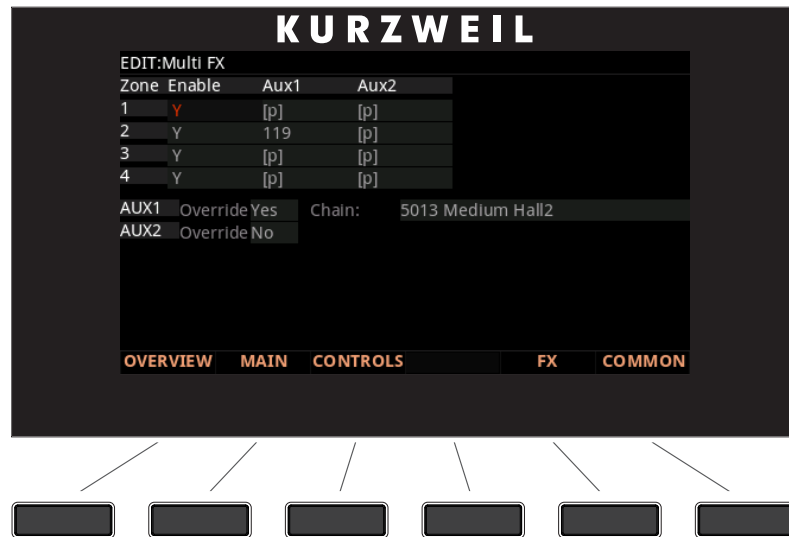 KURZWEIL
EDIT:Multi FX
Zone Enable Aux1 Aux2
1 Y [p] [p]
2 Y 119 [p]
3 Y [p] [p]
4 Y [p] [p]
AUX1 Override Yes Chain: 5013 Medium Hall2
AUX2 Override No
OVERVIEW MAIN CONTROLS FX COMMON